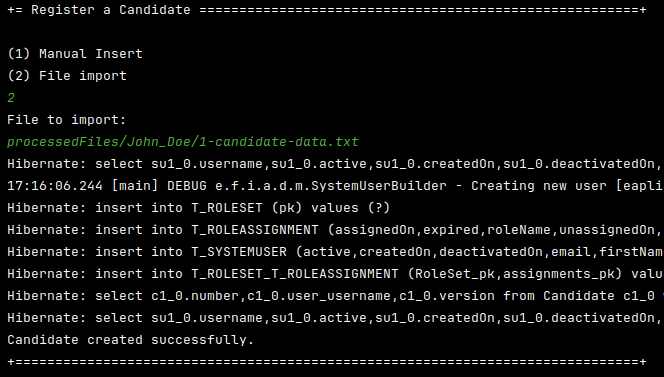 += Register a Candidate =======================================================+
(1) Manual Insert
(2) File import
2
File to import:
processedFiles/John_Doe/1-candidate-data.txt
Hibernate: select su1_0.username,su1_0.active,su1_0.createdOn,su1_0.deactivatedOn,
17:16:06.244 [main] DEBUG e.f.i.a.d.m.SystemUserBuilder - Creating new user [eapli
Hibernate: insert into T_ROLESET (pk) values (?)
Hibernate: insert into T_ROLEASSIGNMENT (assignedOn,expired,roleName,unassignedOn,
Hibernate: insert into T_SYSTEMUSER (active,createdOn,deactivatedOn,email,firstNam
Hibernate: insert into T_ROLESET_T_ROLEASSIGNMENT (RoleSet_pk,assignments_pk) valu
Hibernate: select c1_0.number,c1_0.user_username,c1_0.version from Candidate c1_0
Hibernate: select su1_0.username,su1_0.active,su1_0.createdOn,su1_0.deactivatedOn,
Candidate created successfully.
+==============================================================================+